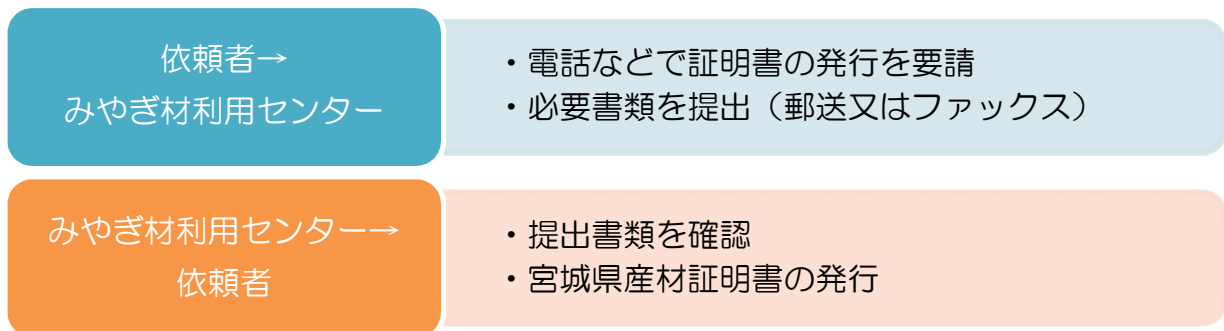 依頼者→
みやぎ材利用センター
・電話などで証明書の発行を要請
・必要書類を提出（郵送又はファックス）
みやぎ材利用センター→
依頼者
・提出書類を確認
・宮城県産材証明書の発行